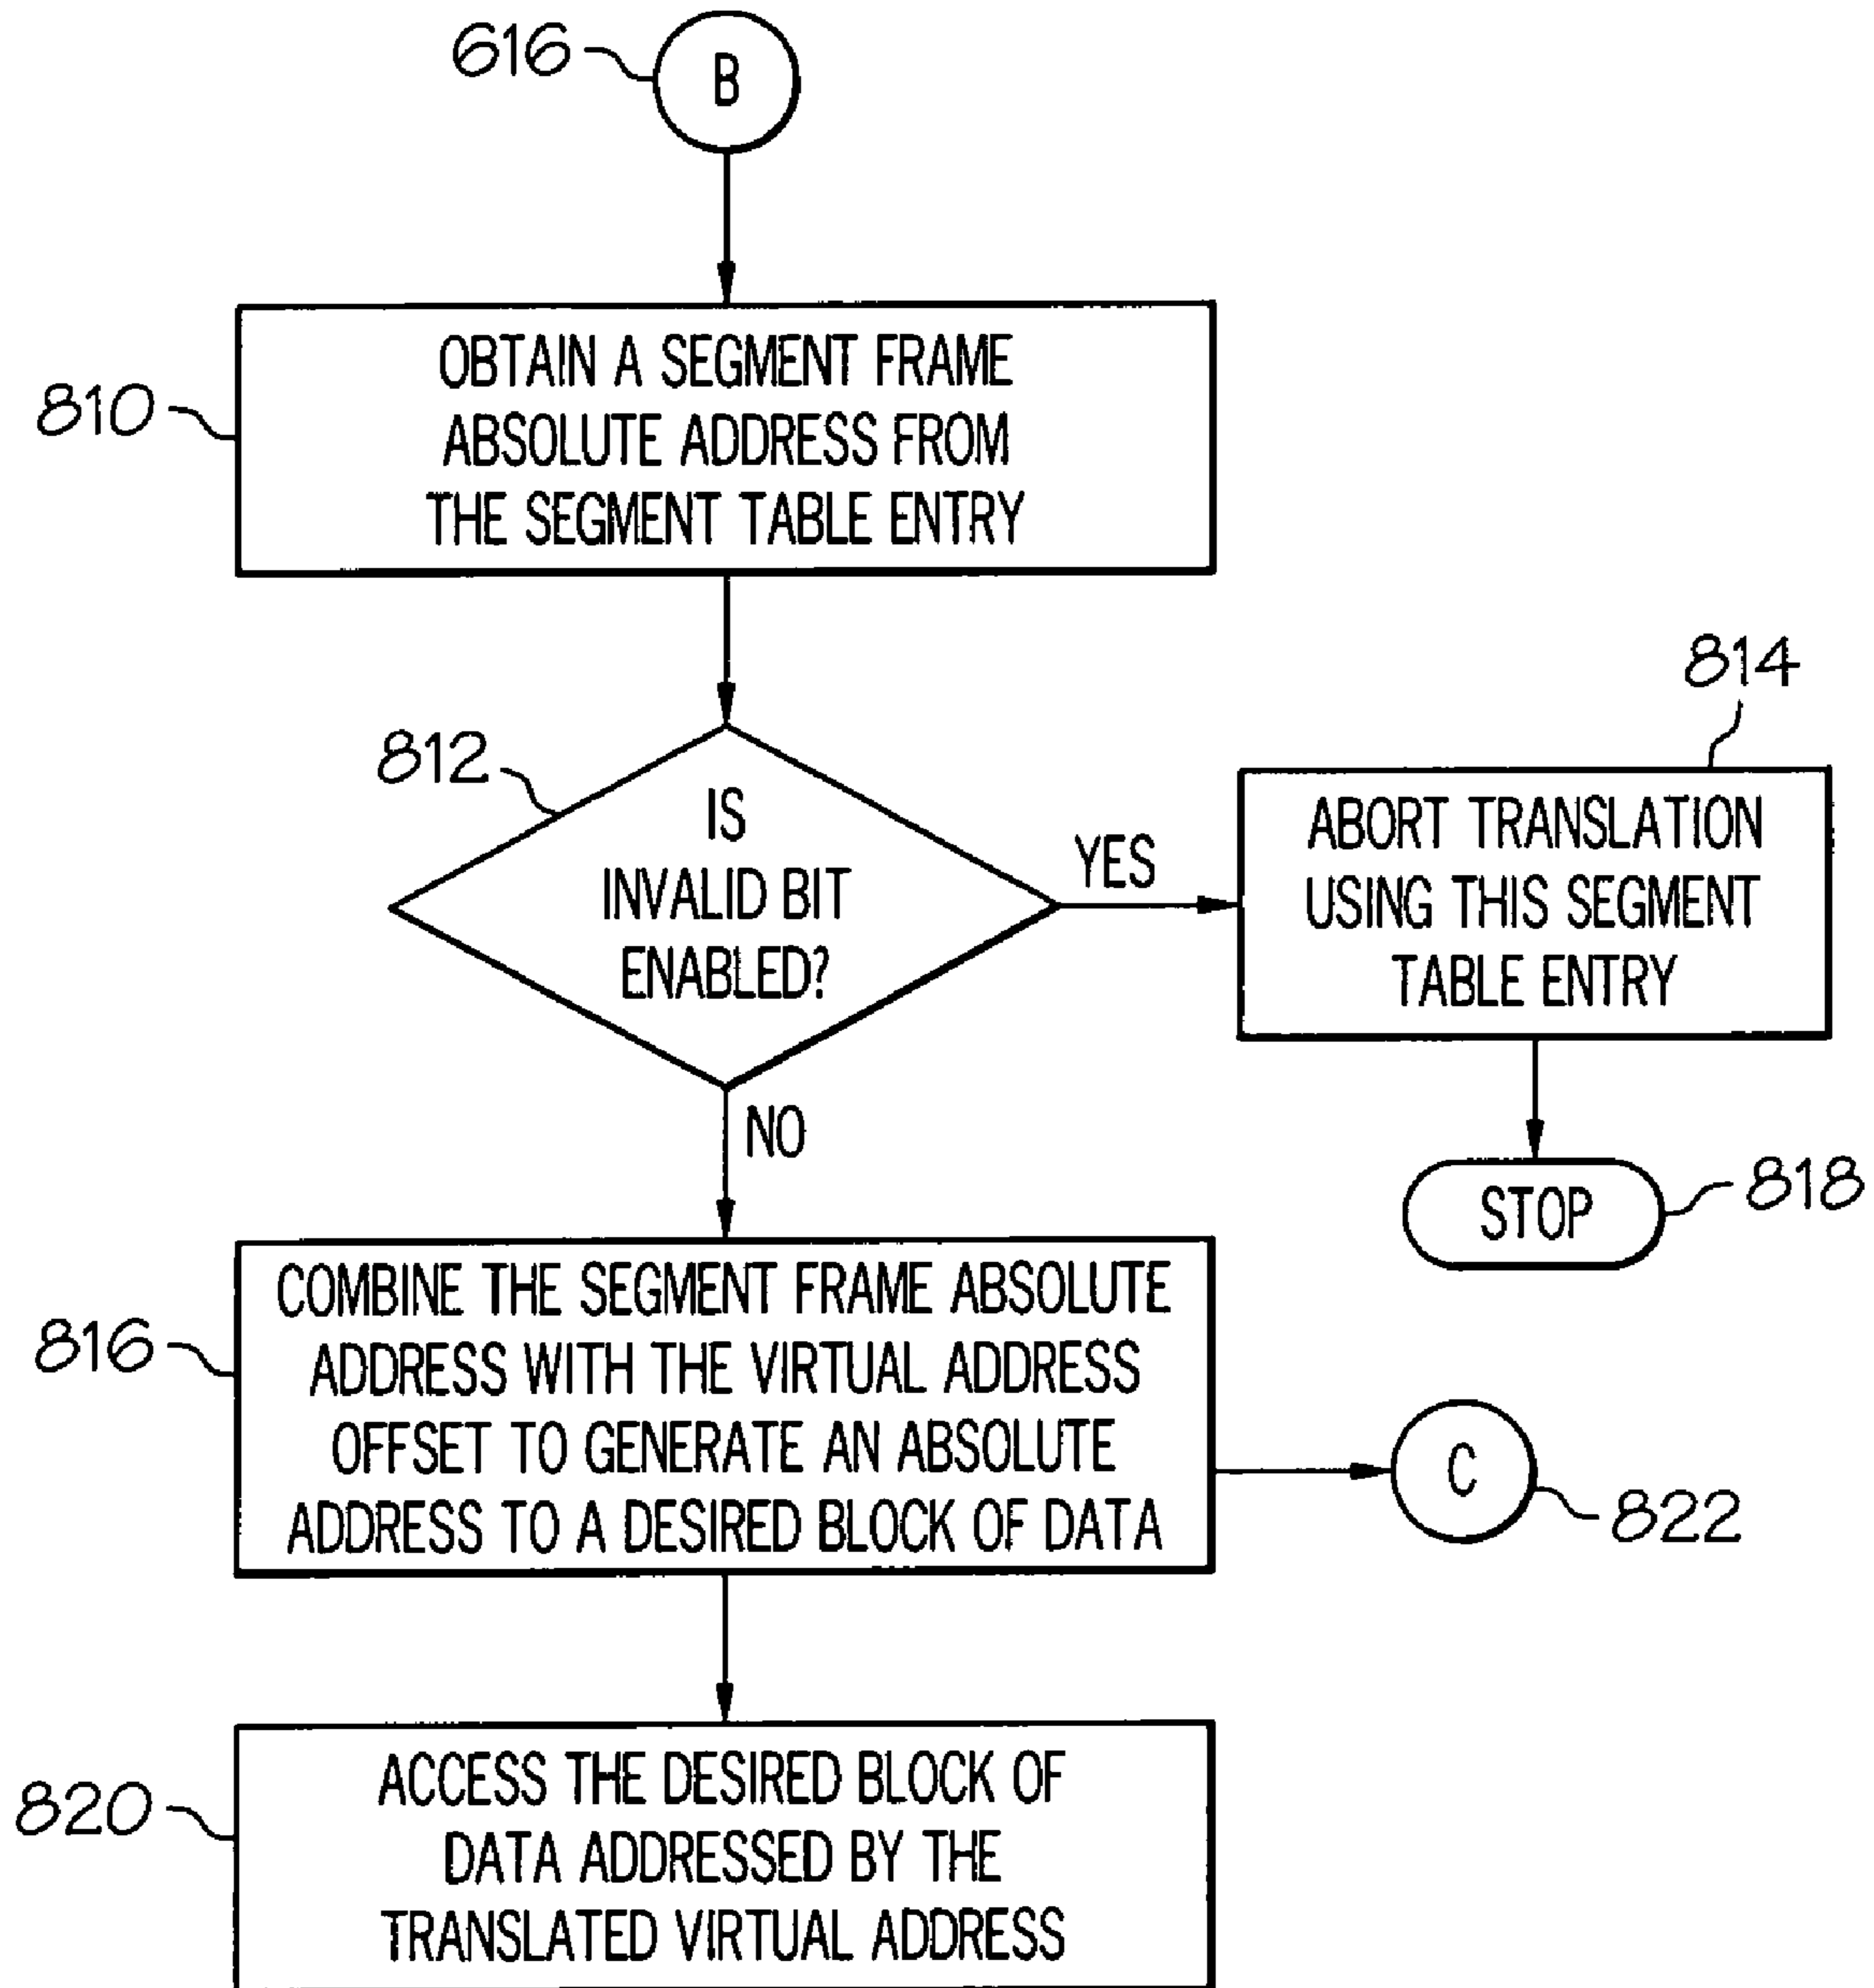 616
B
810
OBTAIN A SEGMENT FRAME
ABSOLUTE ADDRESS FROM
THE SEGMENT TABLE ENTRY
812
IS
INVALID BIT
ENABLED?
YES
814
ABORT TRANSLATION
USING THIS SEGMENT
TABLE ENTRY
NO
STOP
818
816
COMBINE THE SEGMENT FRAME ABSOLUTE
ADDRESS WITH THE VIRTUAL ADDRESS
OFFSET TO GENERATE AN ABSOLUTE
ADDRESS TO A DESIRED BLOCK OF DATA
C
822
820
ACCESS THE DESIRED BLOCK OF
DATA ADDRESSED BY THE
TRANSLATED VIRTUAL ADDRESS